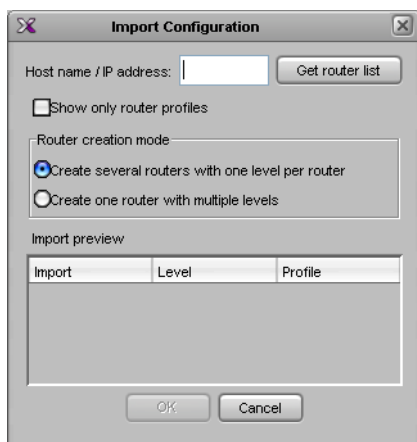 Import Configuration
Host name / IP address: Get router list
Show only router profiles
Router creation mode
Create several routers with one level per router
Create one router with multiple levels
Import preview
Import Level Profile
OK Cancel